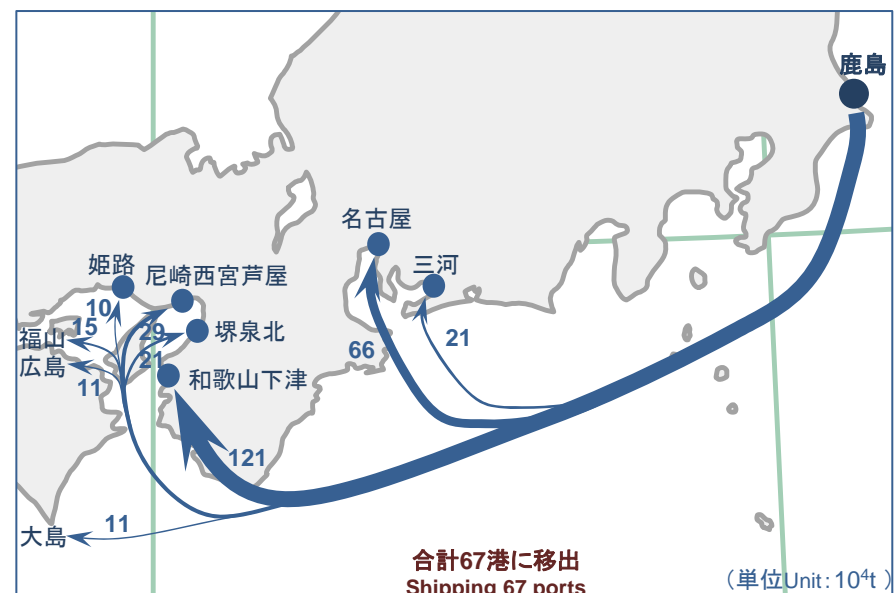 鹿島
名古屋
三河
姫路
尼崎西宮芦屋
10
15
29
福山
堺泉北
21
66
21
広島
11
和歌山下津
121
大島
11
合計67港に移出
Shipping 67 ports
（単位Unit：10⁴t ）